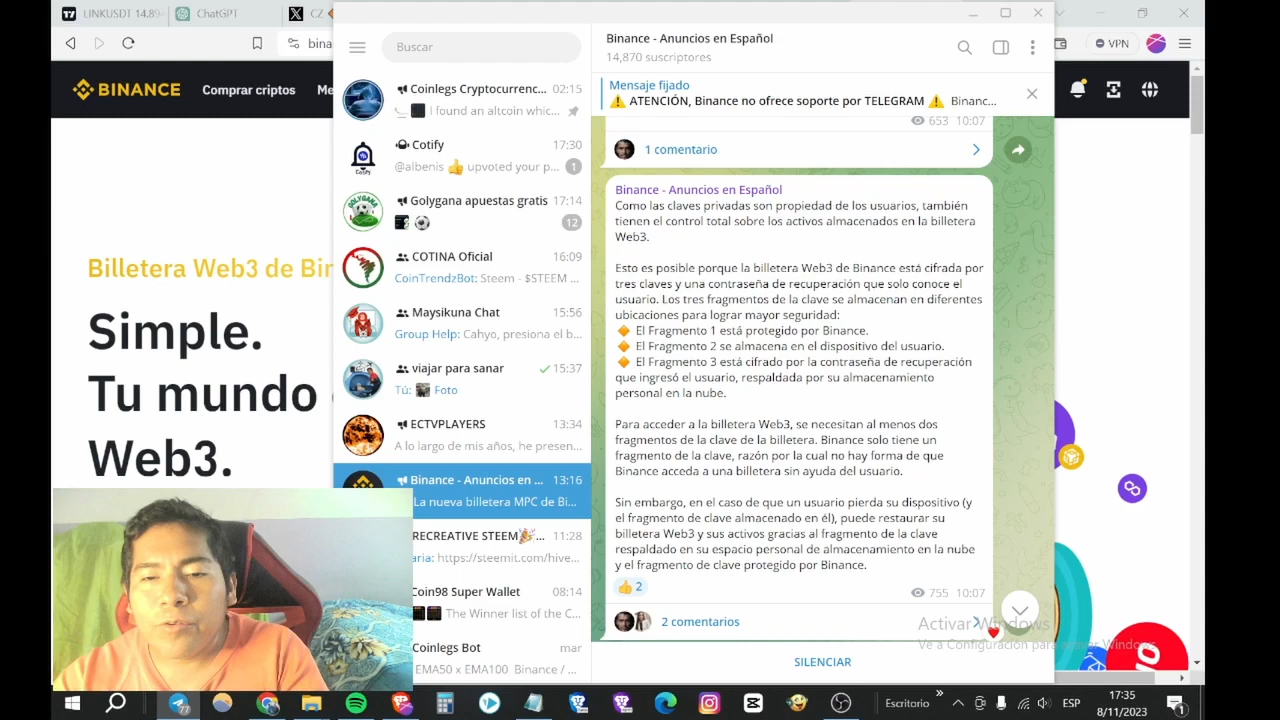 LINKUSDT 14.89
ChatGPT
CZ
bina
VPN
BINANCE
Comprar criptos
Me
Billetera Web3 de Bin
Simple.
Tu mundo
Web3.
Buscar
Coinlegs Cryptocurrenc... 02:15
I found an altcoin whic...
Cotify 17:30
@albenis 👍 upvoted your p... 1
Golygana apuestas gratis 17:14
12
COTINA Oficial 16:09
CoinTrendzBot: Steem - $STEEM ...
Maysikuna Chat 15:56
Group Help: Cahyo, presiona el b...
viajar para sanar 15:37
Tú: Foto
ECTVPLAYERS 13:34
A lo largo de mis años, he presen...
Binance - Anuncios en ... 13:16
La nueva billetera MPC de Bi...
RECREATIVE STEEM🎉... 11:28
aria: https://steemit.com/hive...
Coin98 Super Wallet 08:14
The Winner list of the C...
Coinlegs Bot mar
EMA50 x EMA100 Binance / ...
Binance - Anuncios en Español
14,870 suscriptores
Mensaje fijado
⚠️ ATENCIÓN, Binance no ofrece soporte por TELEGRAM ⚠️ Binanc...
653 10:07
1 comentario
Binance - Anuncios en Español
Como las claves privadas son propiedad de los usuarios, también
tienen el control total sobre los activos almacenados en la billetera
Web3.
Esto es posible porque la billetera Web3 de Binance está cifrada por
tres claves y una contraseña de recuperación que solo conoce el
usuario. Los tres fragmentos de la clave se almacenan en diferentes
ubicaciones para lograr mayor seguridad:
🔸 El Fragmento 1 está protegido por Binance.
🔸 El Fragmento 2 se almacena en el dispositivo del usuario.
🔸 El Fragmento 3 está cifrado por la contraseña de recuperación
que ingresó el usuario, respaldada por su almacenamiento
personal en la nube.
Para acceder a la billetera Web3, se necesitan al menos dos
fragmentos de la clave de la billetera. Binance solo tiene un
fragmento de la clave, razón por la cual no hay forma de que
Binance acceda a una billetera sin ayuda del usuario.
Sin embargo, en el caso de que un usuario pierda su dispositivo (y
el fragmento de clave almacenado en él), puede restaurar su
billetera Web3 y sus activos gracias al fragmento de la clave
respaldado en su espacio personal de almacenamiento en la nube
y el fragmento de clave protegido por Binance.
👍 2
755 10:07
2 comentarios
SILENCIAR
Activar Windows
Ve a Configuración para activar Windows.
Escritorio
ESP
17:35
8/11/2023